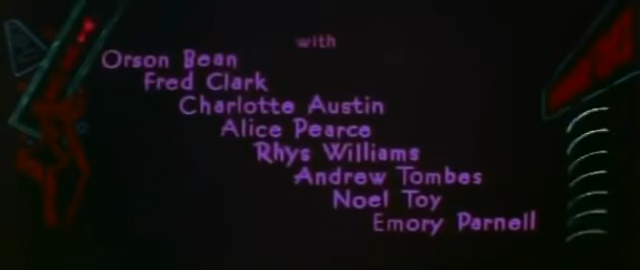 with
Orson Bean
Fred Clark
Charlotte Austin
Alice Pearce
Rhys Williams
Andrew Tombes
Noel Toy
Emory Parnell